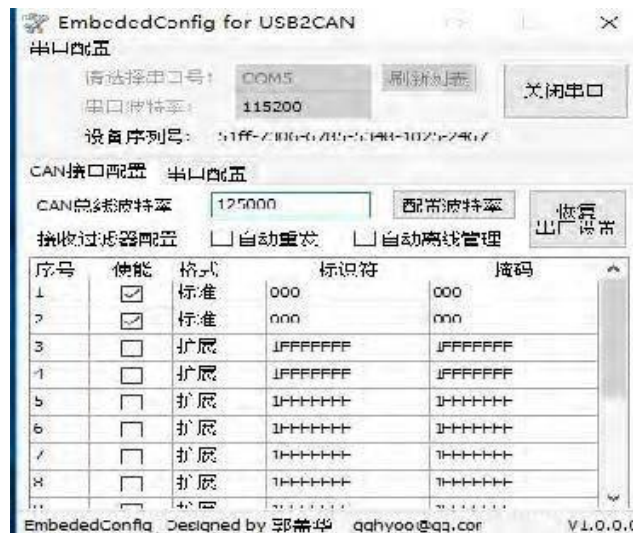 EmbededConfig for USB2CAN
串口配置
请选择串口号: COM5 刷新列表 关闭串口
串口波特率: 115200
设备序列号:
CAN接口配置 串口配置
CAN总线波特率 125000 配置波特率 恢复出厂设置
接收过滤器配置 自动重发 自动离线管理
序号 使能 格式 标识符 掩码
1 标准 000 000
2 标准 000 000
3 扩展 1FFFFFFF 1FFFFFFF
4 扩展 1FFFFFFF 1FFFFFFF
5 扩展 1FFFFFFF 1FFFFFFF
6 扩展 1FFFFFFF 1FFFFFFF
7 扩展 1FFFFFFF 1FFFFFFF
8 扩展 1FFFFFFF 1FFFFFFF
EmbededConfig Designed by qqhyoo@qq.com V1.0.0.0